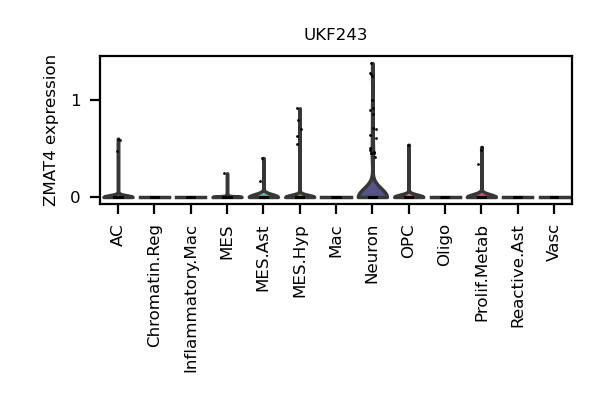 UKF243
ZMAT4 expression
1
0
AC
Chromatin.Reg
Inflammatory.Mac
MES
MES.Ast
MES.Hyp
Mac
Neuron
OPC
Oligo
Prolif.Metab
Reactive.Ast
Vasc